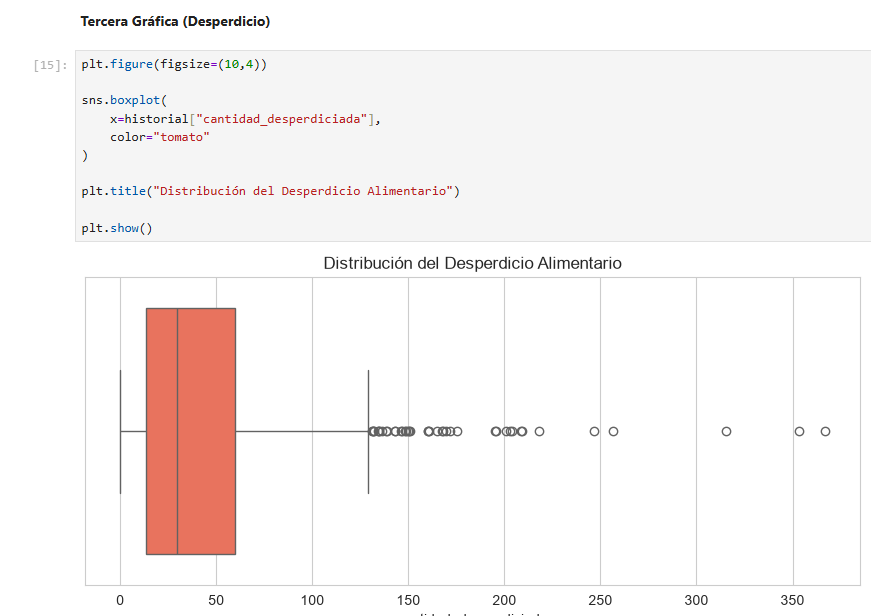 Tercera Gráfica (Desperdicio)
[15]:
plt.figure(figsize=(10,4))
sns.boxplot(
x=historial["cantidad_desperdiciada"],
color="tomato"
)
plt.title("Distribución del Desperdicio Alimentario")
plt.show()
Distribución del Desperdicio Alimentario
0 50 100 150 200 250 300 350